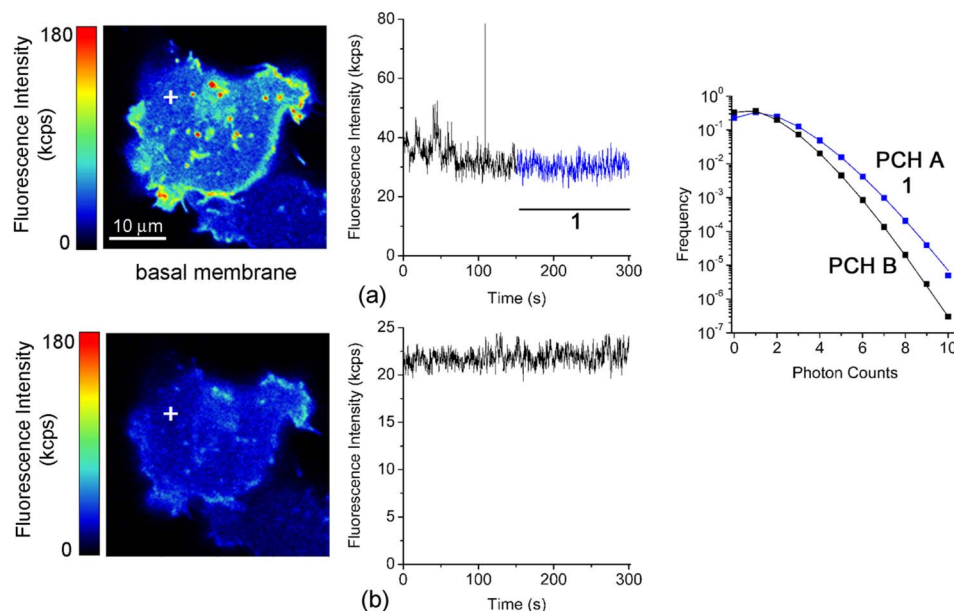 180
Fluorescence Intensity
(kcps)
0
10 µm
basal membrane
Fluorescence Intensity (kcps)
80
60
40
20
0
1
0 100 200 300
Time (s)
(a)
Frequency
10^0
10^-1
10^-2
10^-3
10^-4
10^-5
10^-6
10^-7
PCH A
1
PCH B
0 2 4 6 8 10
Photon Counts
180
Fluorescence Intensity
(kcps)
0
Fluorescence Intensity (kcps)
25
20
15
10
5
0
0 100 200 300
Time (s)
(b)